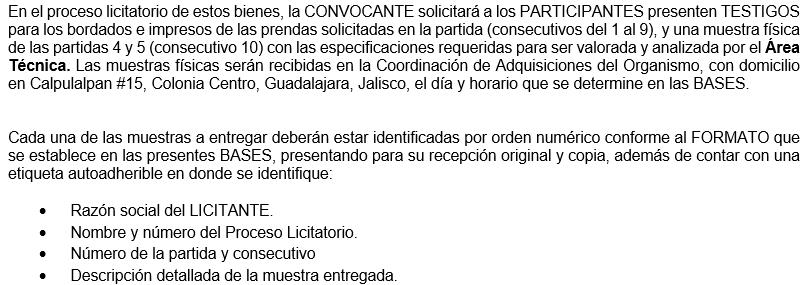 En el proceso licitatorio de estos bienes, la CONVOCANTE solicitará a los PARTICIPANTES presenten TESTIGOS
para los bordados e impresos de las prendas solicitadas en la partida (consecutivos del 1 al 9), y una muestra física
de las partidas 4 y 5 (consecutivo 10) con las especificaciones requeridas para ser valorada y analizada por el Área
Técnica. Las muestras físicas serán recibidas en la Coordinación de Adquisiciones del Organismo, con domicilio
en Calpulalpan #15, Colonia Centro, Guadalajara, Jalisco, el día y horario que se determine en las BASES.
Cada una de las muestras a entregar deberán estar identificadas por orden numérico conforme al FORMATO que
se establece en las presentes BASES, presentando para su recepción original y copia, además de contar con una
etiqueta autoadherible en donde se identifique:
• Razón social del LICITANTE.
• Nombre y número del Proceso Licitatorio.
• Número de la partida y consecutivo
• Descripción detallada de la muestra entregada.